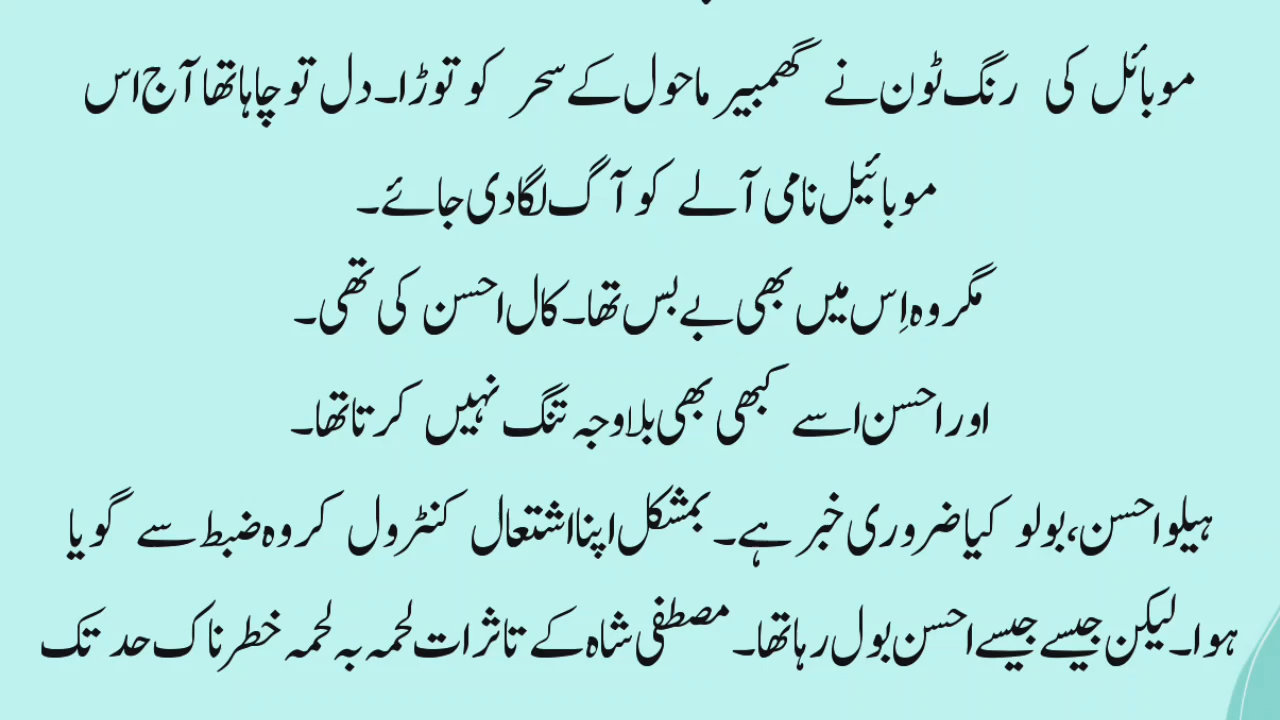 موبائل کی رنگ ٹون نے گھمبیر ماحول کے سحر کو توڑا۔ دل تو چاہا تھا آج اس
موبائیل نامی آلے کو آگ لگا دی جائے۔
مگر وہ اِس میں بھی بے بس تھا۔ کال احسن کی تھی۔
اور احسن اسے کبھی بھی بلاوجہ تنگ نہیں کرتا تھا۔
ہیلو احسن، بولو کیا ضروری خبر ہے۔ بمشکل اپنا اشتعال کنٹرول کر وہ ضبط سے گویا
ہوا۔ لیکن جیسے جیسے احسن بول رہا تھا۔ مصطفی شاہ کے تاثرات لحمہ بہ لحمہ خطرناک حد تک